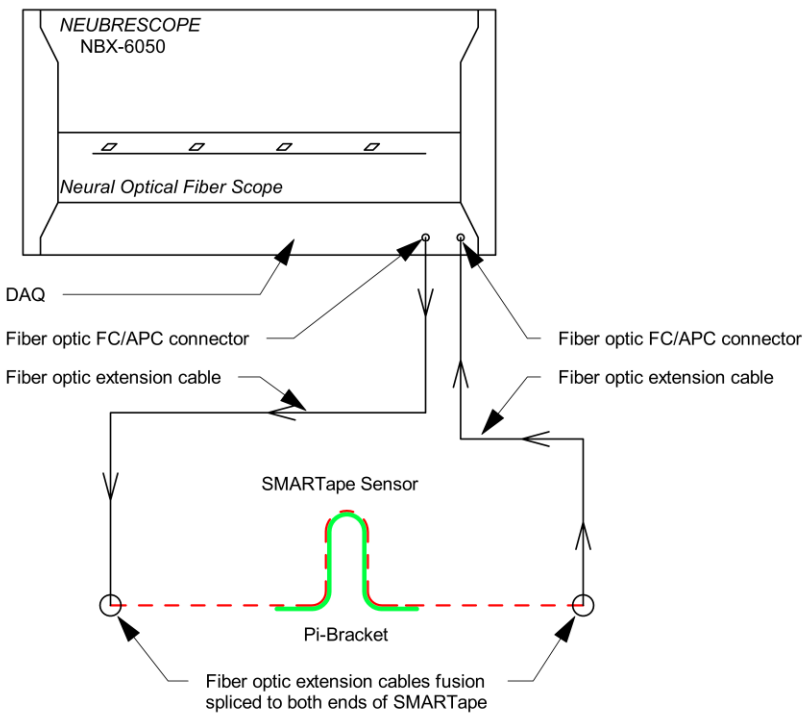 NEUBRESCOPE
NBX-6050
Neural Optical Fiber Scope
DAQ
Fiber optic FC/APC connector
Fiber optic FC/APC connector
Fiber optic extension cable
Fiber optic extension cable
SMARTape Sensor
Pi-Bracket
Fiber optic extension cables fusion
spliced to both ends of SMARTape